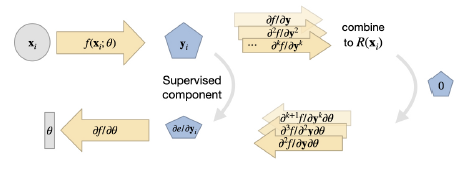 xᵢ
f(xᵢ; θ)
yᵢ
∂f/∂y
∂²f/∂y²
... ∂ᵏf/∂yᵏ
combine
to R(xᵢ)
0
Supervised
component
θ
∂f/∂θ
∂e/∂yᵢ
∂ᵏ⁺¹f/∂yᵏ∂θ
∂³f/∂²y∂θ
∂²f/∂y∂θ